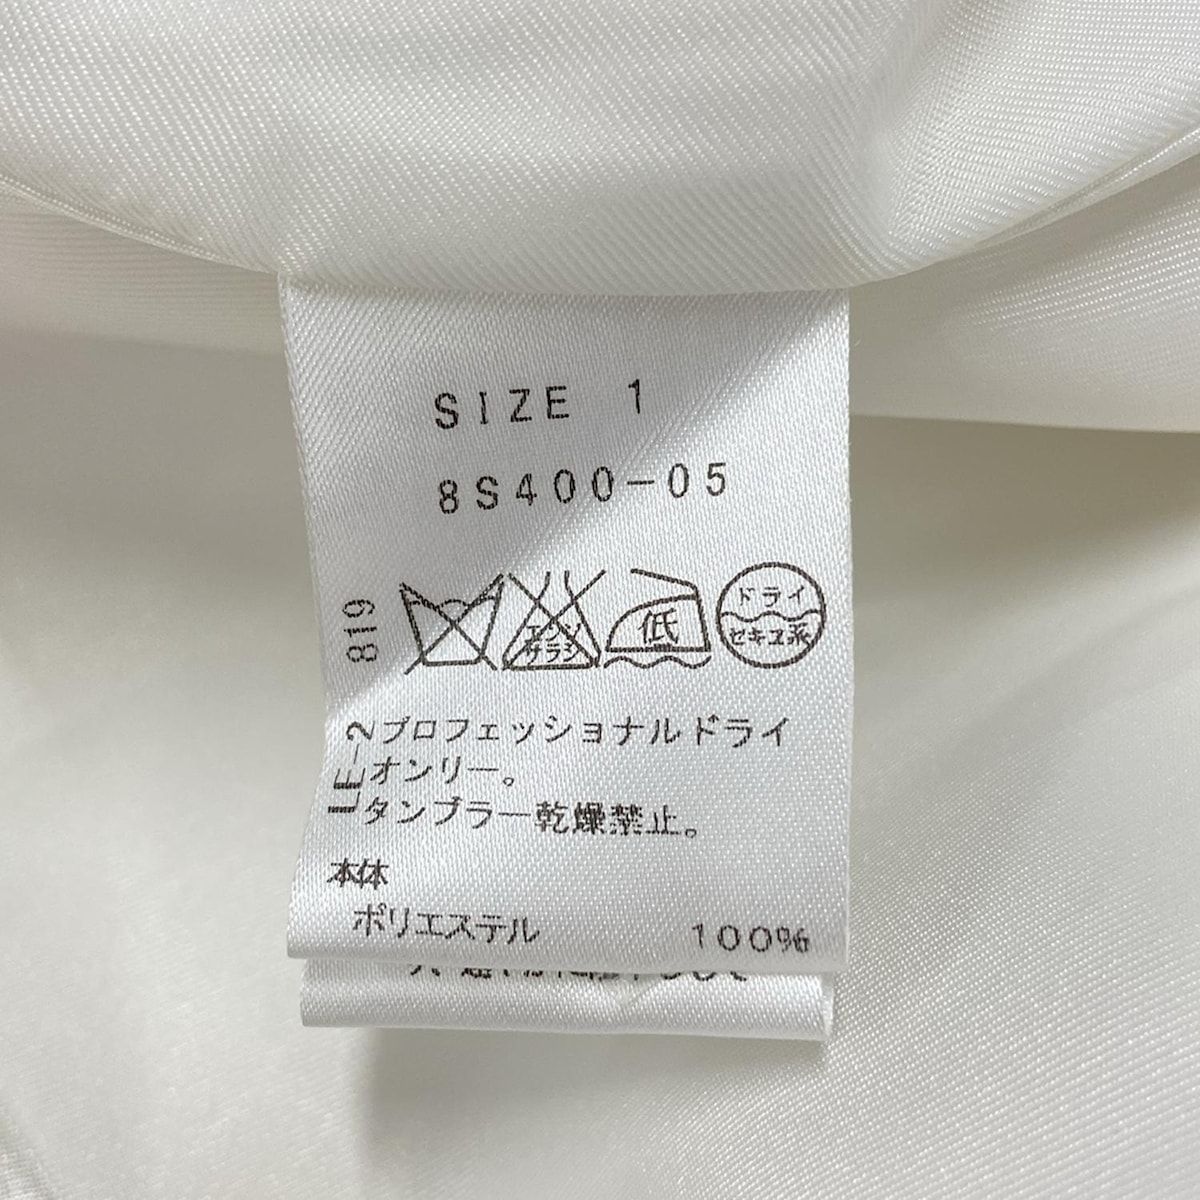 SIZE 1
8S400-05
819
エンソ
サラシ
低
ドライ
セキユ系
LE-2
プロフェッショナルドライ
オンリー。
タンブラー乾燥禁止。
本体
ポリエステル 100%